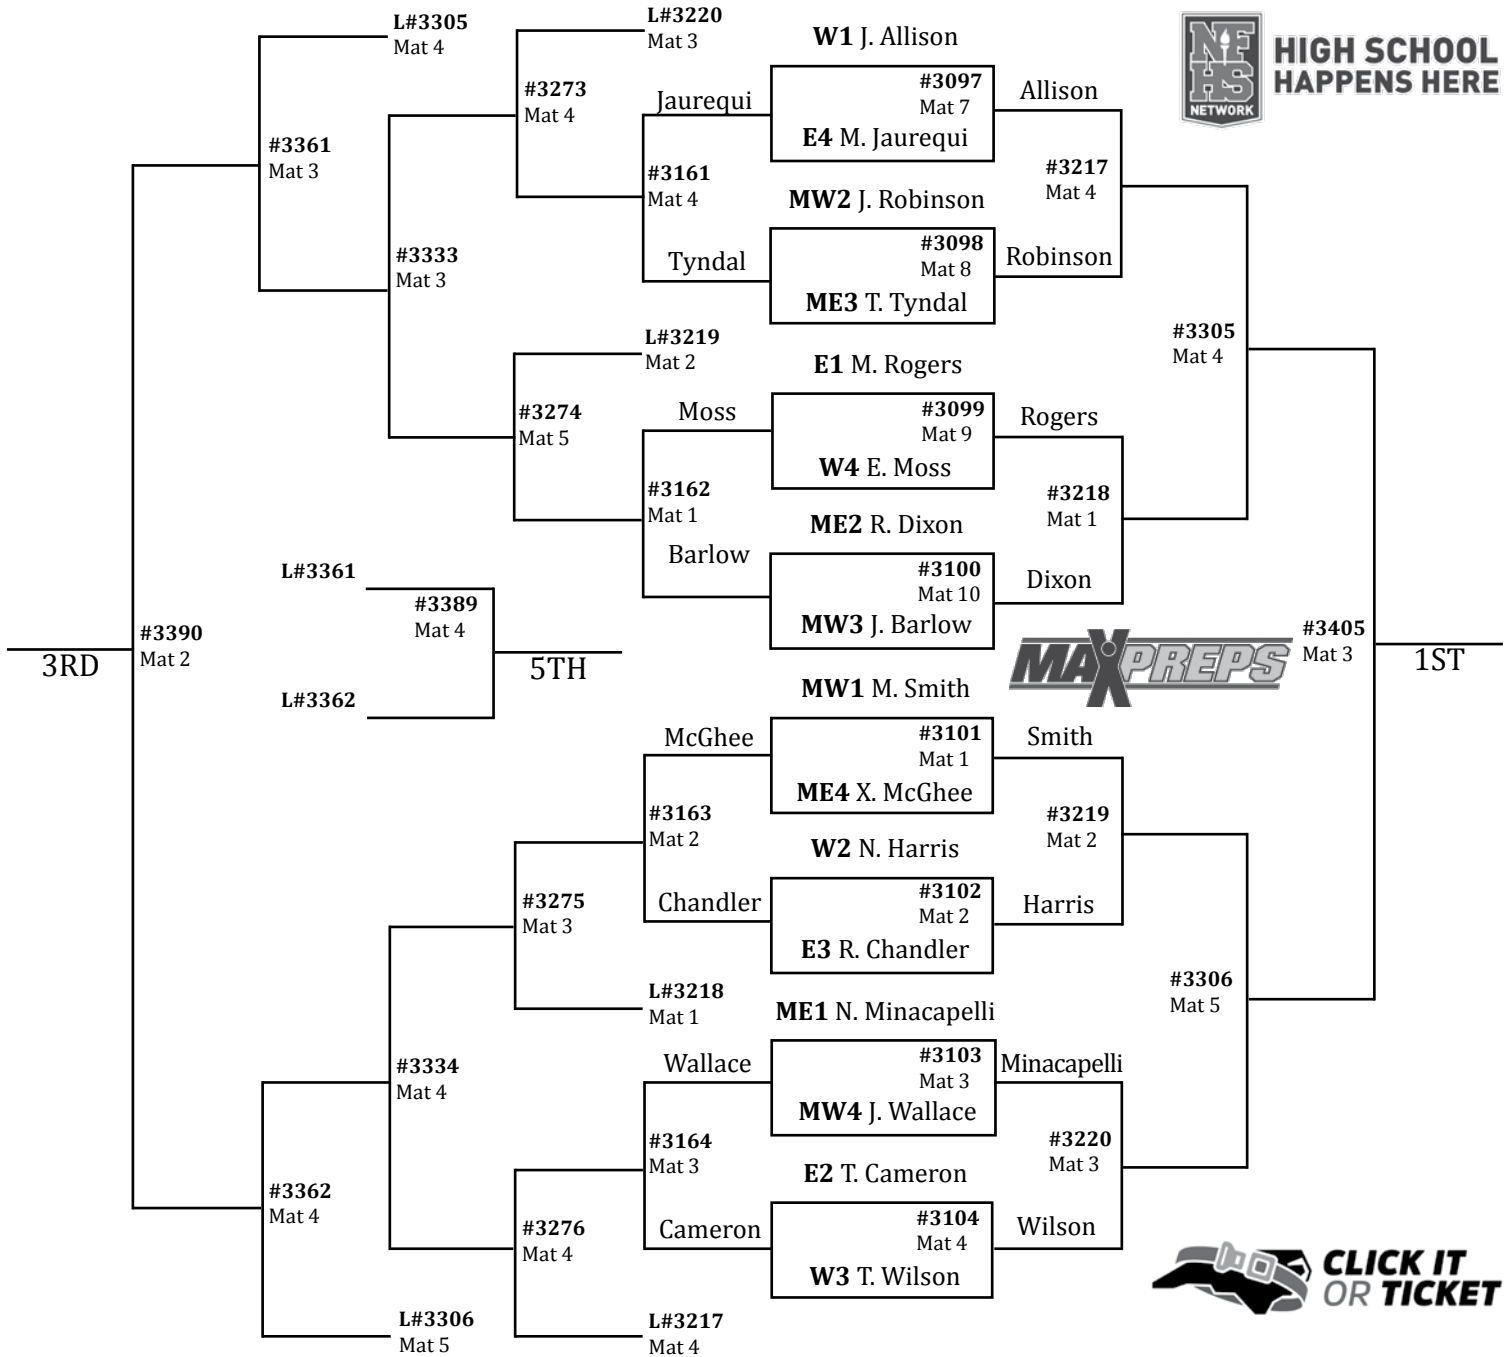 L#3305
Mat 4
L#3220
Mat 3
W1 J. Allison
NFHS
NETWORK
HIGH SCHOOL
HAPPENS HERE
#3273
Mat 4
Jaurequi
#3097
Mat 7
Allison
E4 M. Jaurequi
#3361
Mat 3
#3161
Mat 4
#3217
Mat 4
MW2 J. Robinson
#3333
Mat 3
Tyndal
#3098
Mat 8
Robinson
ME3 T. Tyndal
L#3219
Mat 2
#3305
Mat 4
E1 M. Rogers
#3274
Mat 5
Moss
#3099
Mat 9
Rogers
W4 E. Moss
#3162
Mat 1
#3218
Mat 1
ME2 R. Dixon
Barlow
#3100
Mat 10
Dixon
MW3 J. Barlow
L#3361
#3389
Mat 4
#3390
Mat 2
3RD
5TH
L#3362
MAXPREPS
#3405
Mat 3
1ST
MW1 M. Smith
McGhee
#3101
Mat 1
Smith
ME4 X. McGhee
#3163
Mat 2
#3219
Mat 2
W2 N. Harris
#3275
Mat 3
Chandler
#3102
Mat 2
Harris
E3 R. Chandler
L#3218
Mat 1
#3306
Mat 5
ME1 N. Minacapelli
#3334
Mat 4
Wallace
#3103
Mat 3
Minacapelli
MW4 J. Wallace
#3164
Mat 3
#3220
Mat 3
E2 T. Cameron
#3362
Mat 4
#3276
Mat 4
Cameron
#3104
Mat 4
Wilson
W3 T. Wilson
L#3306
Mat 5
L#3217
Mat 4
CLICK IT
OR TICKET